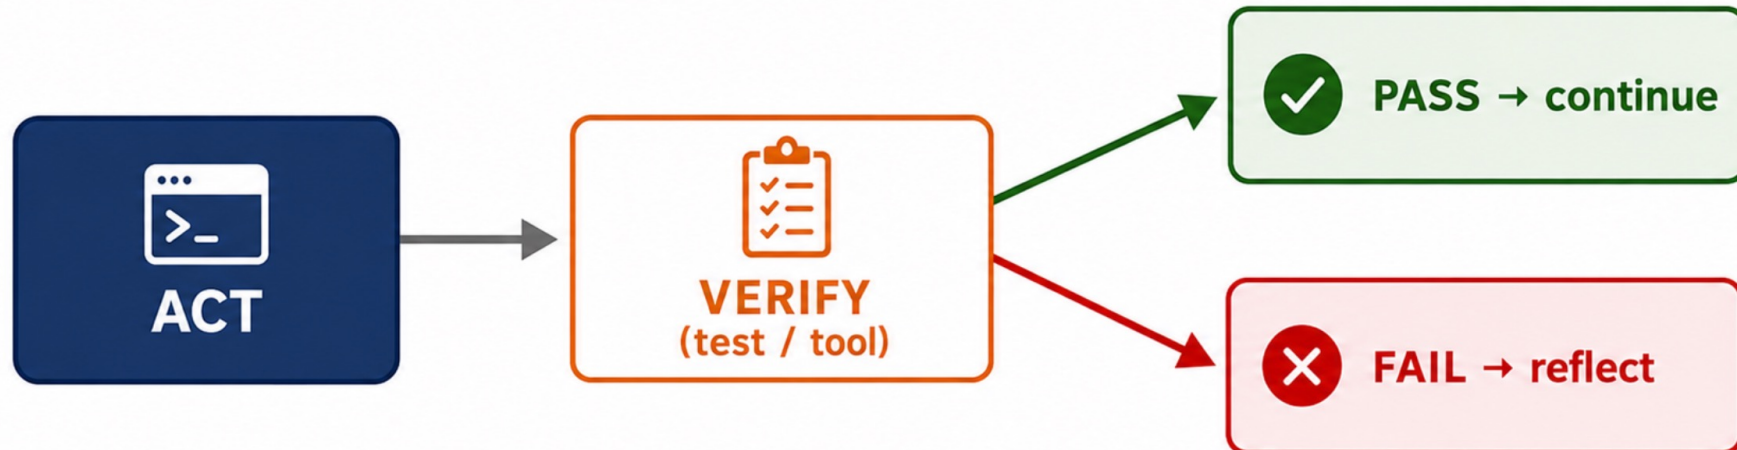 ACT
VERIFY
(test / tool)
PASS → continue
FAIL → reflect